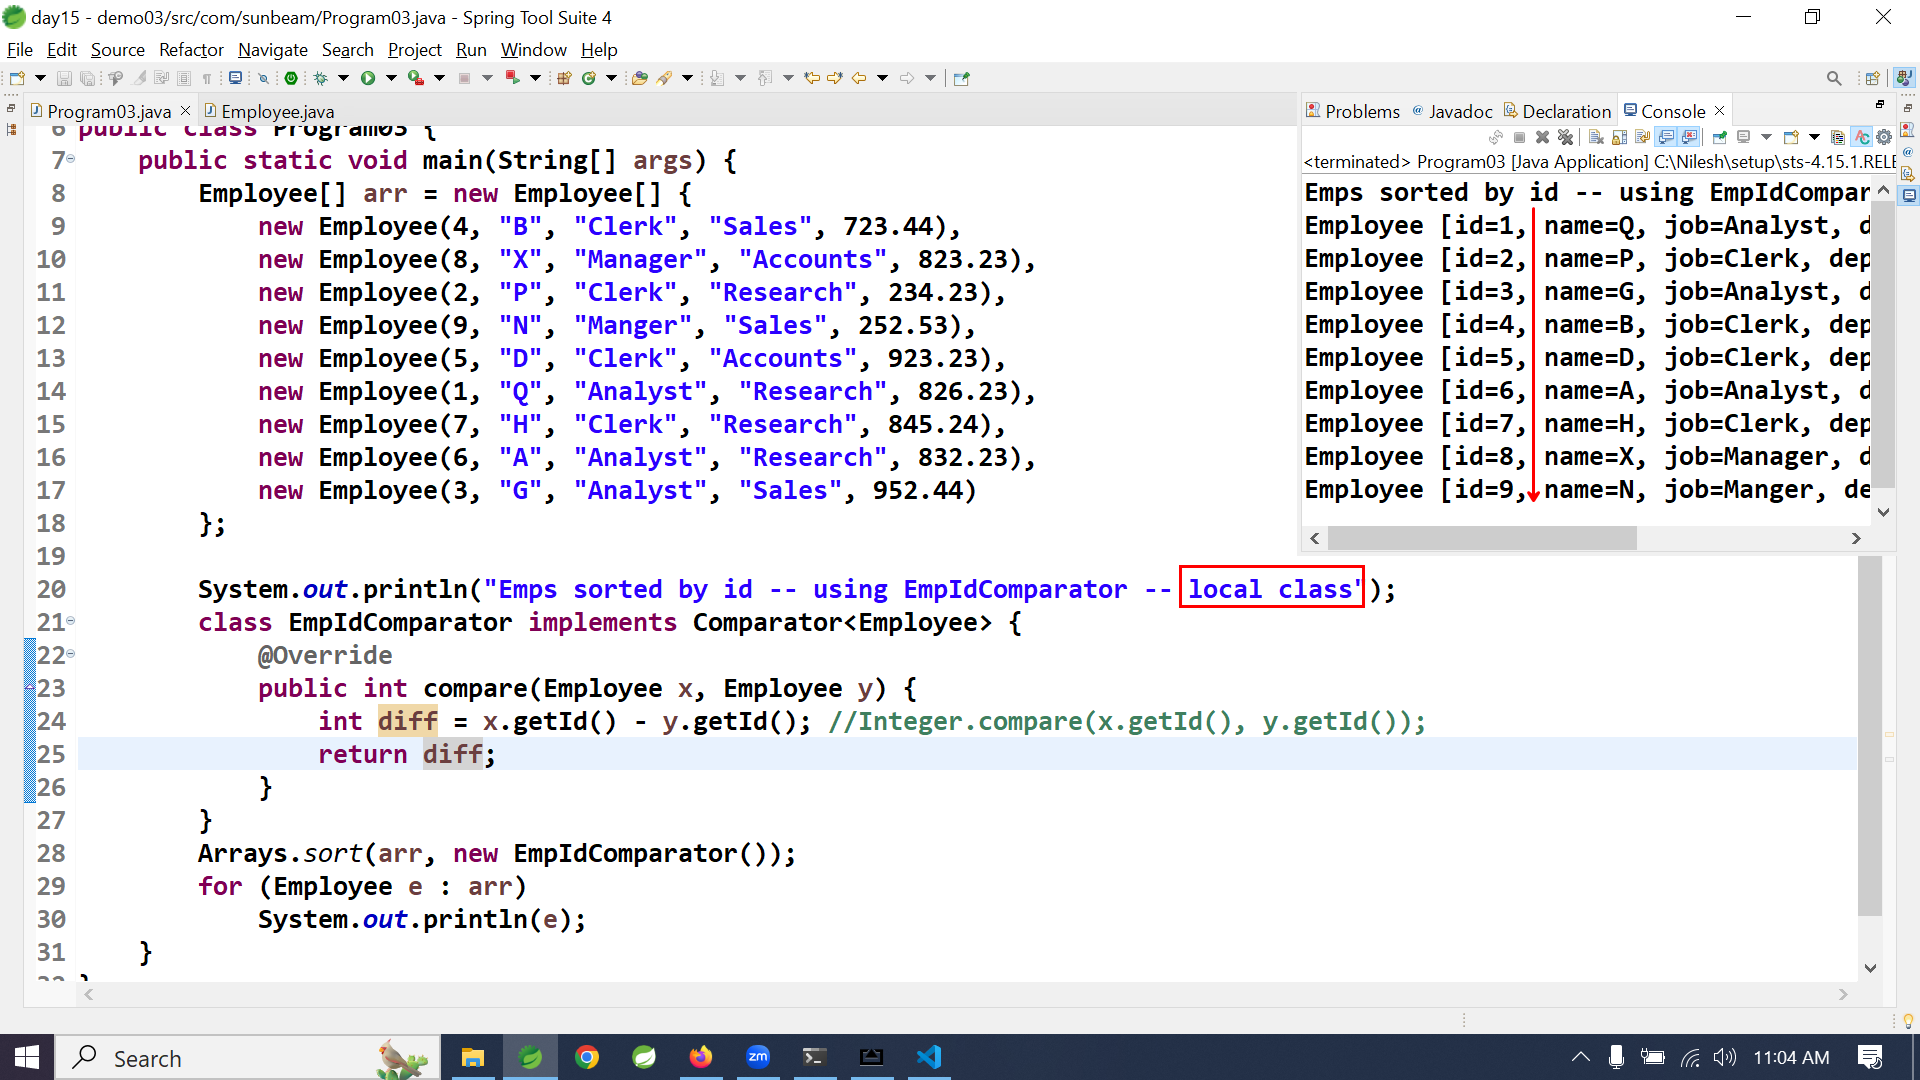 day15 - demo03/src/com/sunbeam/Program03.java - Spring Tool Suite 4
File Edit Source Refactor Navigate Search Project Run Window Help
Program03.java Employee.java
6 public class Program03 {
7 public static void main(String[] args) {
8 Employee[] arr = new Employee[] {
9 new Employee(4, "B", "Clerk", "Sales", 723.44),
10 new Employee(8, "X", "Manager", "Accounts", 823.23),
11 new Employee(2, "P", "Clerk", "Research", 234.23),
12 new Employee(9, "N", "Manger", "Sales", 252.53),
13 new Employee(5, "D", "Clerk", "Accounts", 923.23),
14 new Employee(1, "Q", "Analyst", "Research", 826.23),
15 new Employee(7, "H", "Clerk", "Research", 845.24),
16 new Employee(6, "A", "Analyst", "Research", 832.23),
17 new Employee(3, "G", "Analyst", "Sales", 952.44)
18 };
19
20 System.out.println("Emps sorted by id -- using EmpIdComparator -- local class");
21 class EmpIdComparator implements Comparator<Employee> {
22 @Override
23 public int compare(Employee x, Employee y) {
24 int diff = x.getId() - y.getId(); //Integer.compare(x.getId(), y.getId());
25 return diff;
26 }
27 }
28 Arrays.sort(arr, new EmpIdComparator());
29 for (Employee e : arr)
30 System.out.println(e);
31 }
32 }
Problems Javadoc Declaration Console
<terminated> Program03 [Java Application] C:\Nilesh\setup\sts-4.15.1.RELE
Emps sorted by id -- using EmpIdCompar
Employee [id=1, name=Q, job=Analyst, d
Employee [id=2, name=P, job=Clerk, dep
Employee [id=3, name=G, job=Analyst, d
Employee [id=4, name=B, job=Clerk, dep
Employee [id=5, name=D, job=Clerk, dep
Employee [id=6, name=A, job=Analyst, d
Employee [id=7, name=H, job=Clerk, dep
Employee [id=8, name=X, job=Manager, d
Employee [id=9, name=N, job=Manger, de
Search
zm
11:04 AM